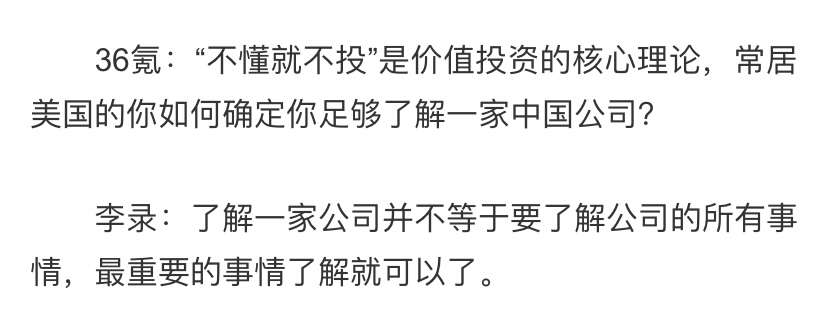 36氪：“不懂就不投”是价值投资的核心理论，常居
美国的你如何确定你足够了解一家中国公司？
李录：了解一家公司并不等于要了解公司的所有事
情，最重要的事情了解就可以了。